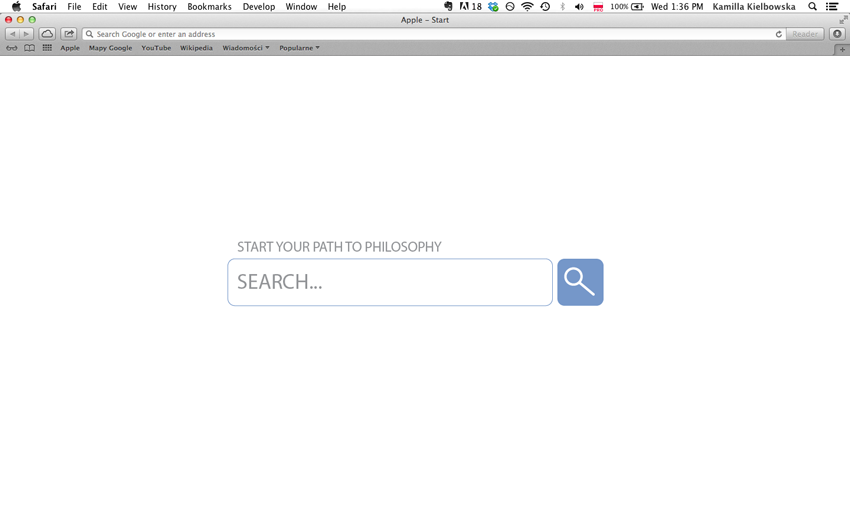 Safari File Edit View History Bookmarks Develop Window Help 18 PRO 100% Wed 1:36 PM Kamilla Kielbowska
Apple – Start
Search Google or enter an address Reader
Apple Mapy Google YouTube Wikipedia Wiadomości Popularne
START YOUR PATH TO PHILOSOPHY
SEARCH...